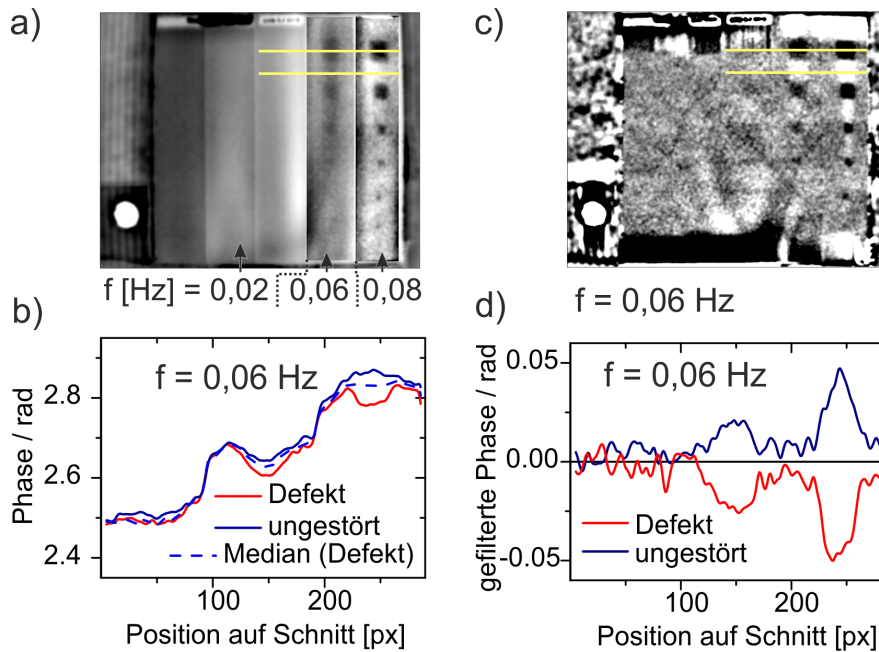 a)
f [Hz] = 0,02 0,06 0,08
b)
f = 0,06 Hz
Phase / rad
2.8
2.6
2.4
Defekt
ungestört
Median (Defekt)
100 200
Position auf Schnitt [px]
c)
f = 0,06 Hz
d)
f = 0,06 Hz
gefilterte Phase / rad
0.05
0.00
-0.05
Defekt
ungestört
100 200
Position auf Schnitt [px]